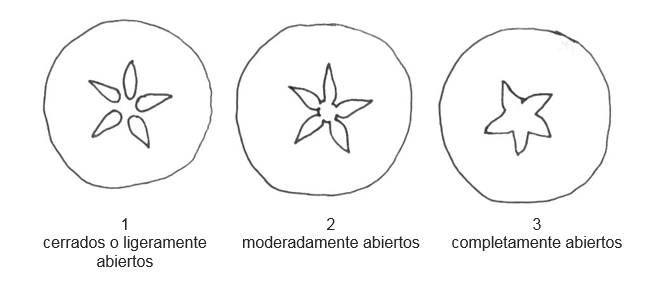 1
cerrados o ligeramente
abiertos
2
moderadamente abiertos
3
completamente abiertos